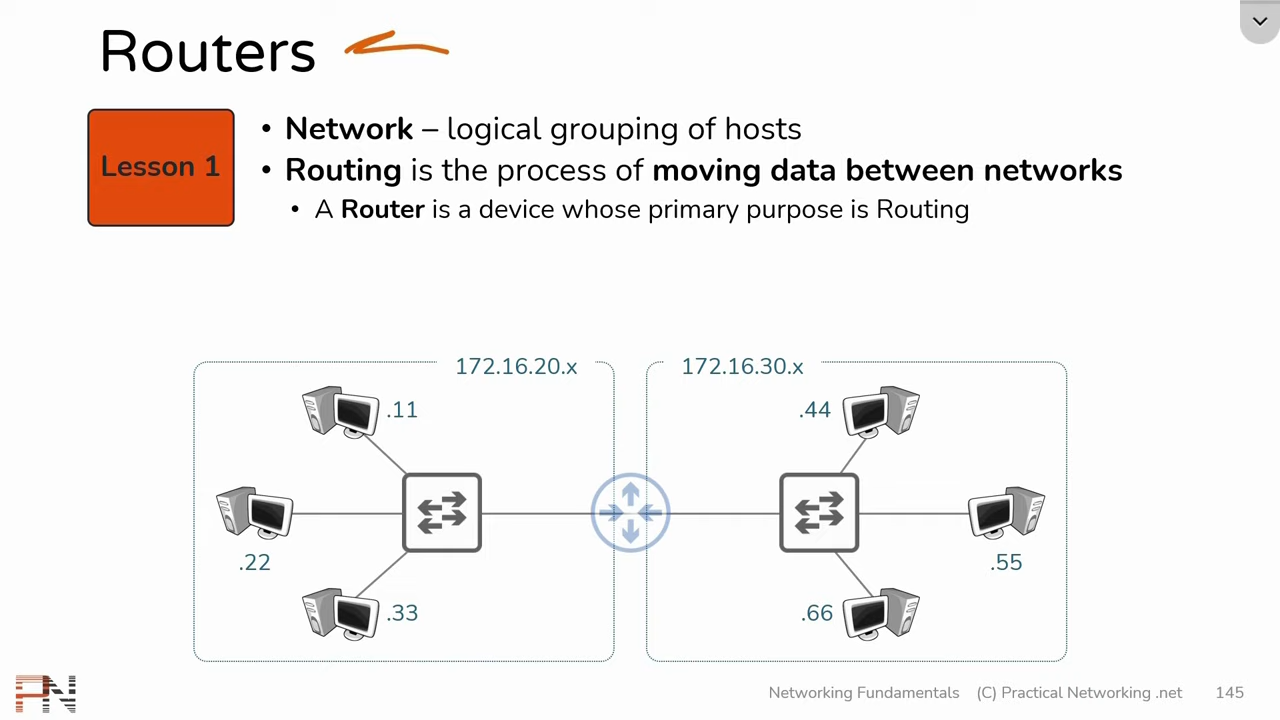 Routers
Lesson 1
• Network – logical grouping of hosts
• Routing is the process of moving data between networks
• A Router is a device whose primary purpose is Routing
172.16.20.x
172.16.30.x
.11
.44
.22
.55
.33
.66
PN
Networking Fundamentals (C) Practical Networking .net 145